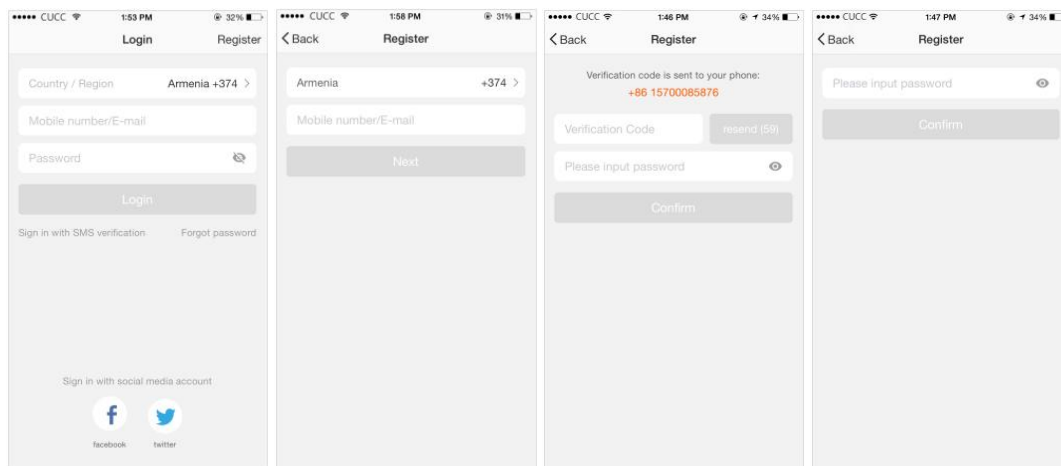 CUCC 1:53 PM 32%
Login Register
Country / Region Armenia +374 >
Mobile number/E-mail
Password
Login
Sign in with SMS verification Forgot password
Sign in with social media account
f
facebook twitter
CUCC 1:58 PM 31%
< Back Register
Armenia +374 >
Mobile number/E-mail
Next
CUCC 1:46 PM 34%
< Back Register
Verification code is sent to your phone:
+86 15700085876
Verification Code resend (59)
Please input password
Confirm
CUCC 1:47 PM 34%
< Back Register
Please input password
Confirm